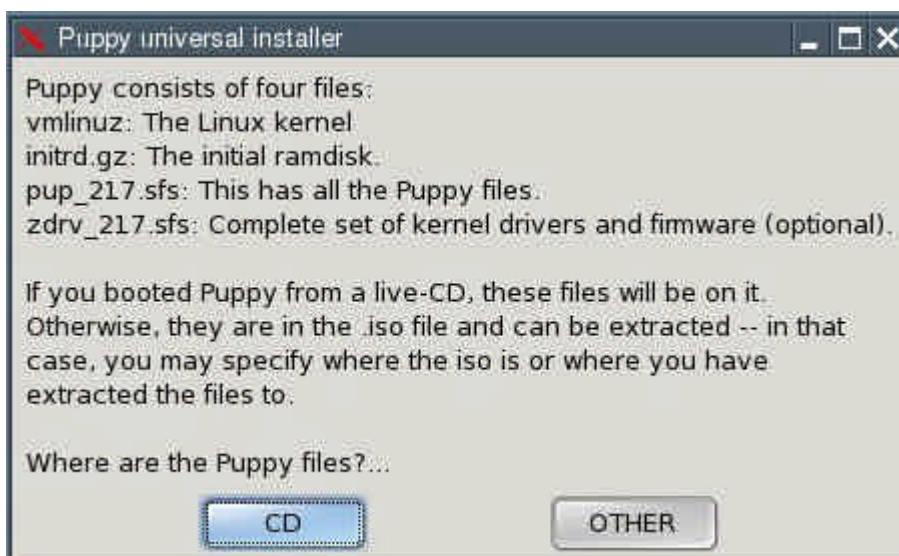 Puppy universal installer
Puppy consists of four files:
vmlinuz: The Linux kernel
initrd.gz: The initial ramdisk.
pup_217.sfs: This has all the Puppy files.
zdrv_217.sfs: Complete set of kernel drivers and firmware (optional).
If you booted Puppy from a live-CD, these files will be on it.
Otherwise, they are in the .iso file and can be extracted -- in that
case, you may specify where the iso is or where you have
extracted the files to.
Where are the Puppy files?...
CD OTHER